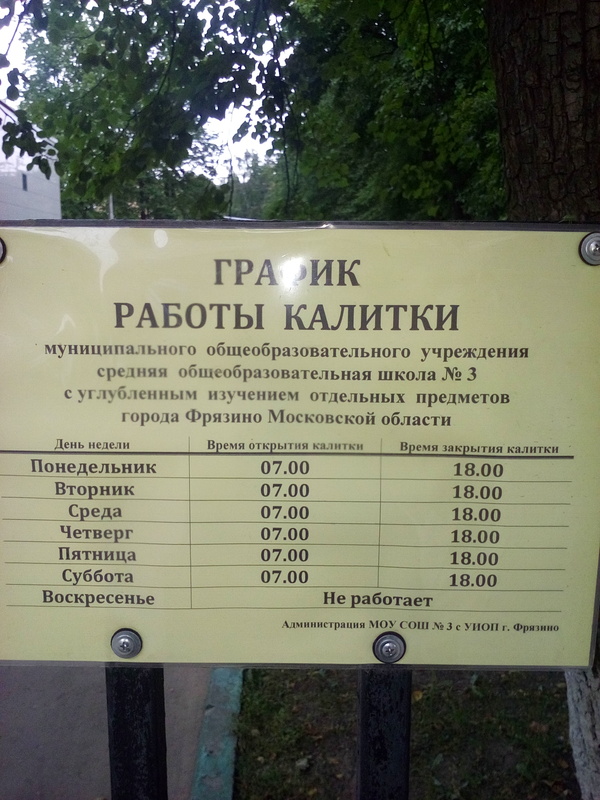 ГРАФИК
РАБОТЫ КАЛИТКИ
муниципального общеобразовательного учреждения
средняя общеобразовательная школа № 3
с углубленным изучением отдельных предметов
города Фрязино Московской области
День недели Время открытия калитки Время закрытия калитки
Понедельник 07.00 18.00
Вторник 07.00 18.00
Среда 07.00 18.00
Четверг 07.00 18.00
Пятница 07.00 18.00
Суббота 07.00 18.00
Воскресенье Не работает
Администрация МОУ СОШ № 3 с УИОП г. Фрязино